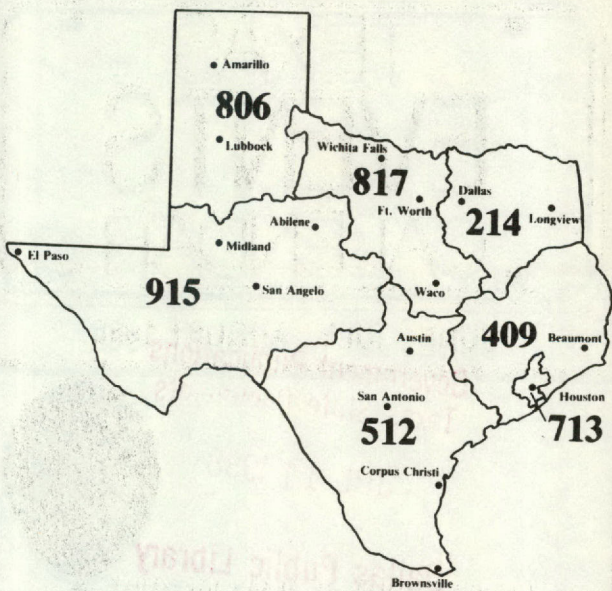 Amarillo
806
Lubbock
Wichita Falls
817
Ft. Worth
Dallas
214
Longview
Abilene
Midland
El Paso
915
San Angelo
Waco
Austin
409
Beaumont
Houston
713
San Antonio
512
Corpus Christi
Brownsville